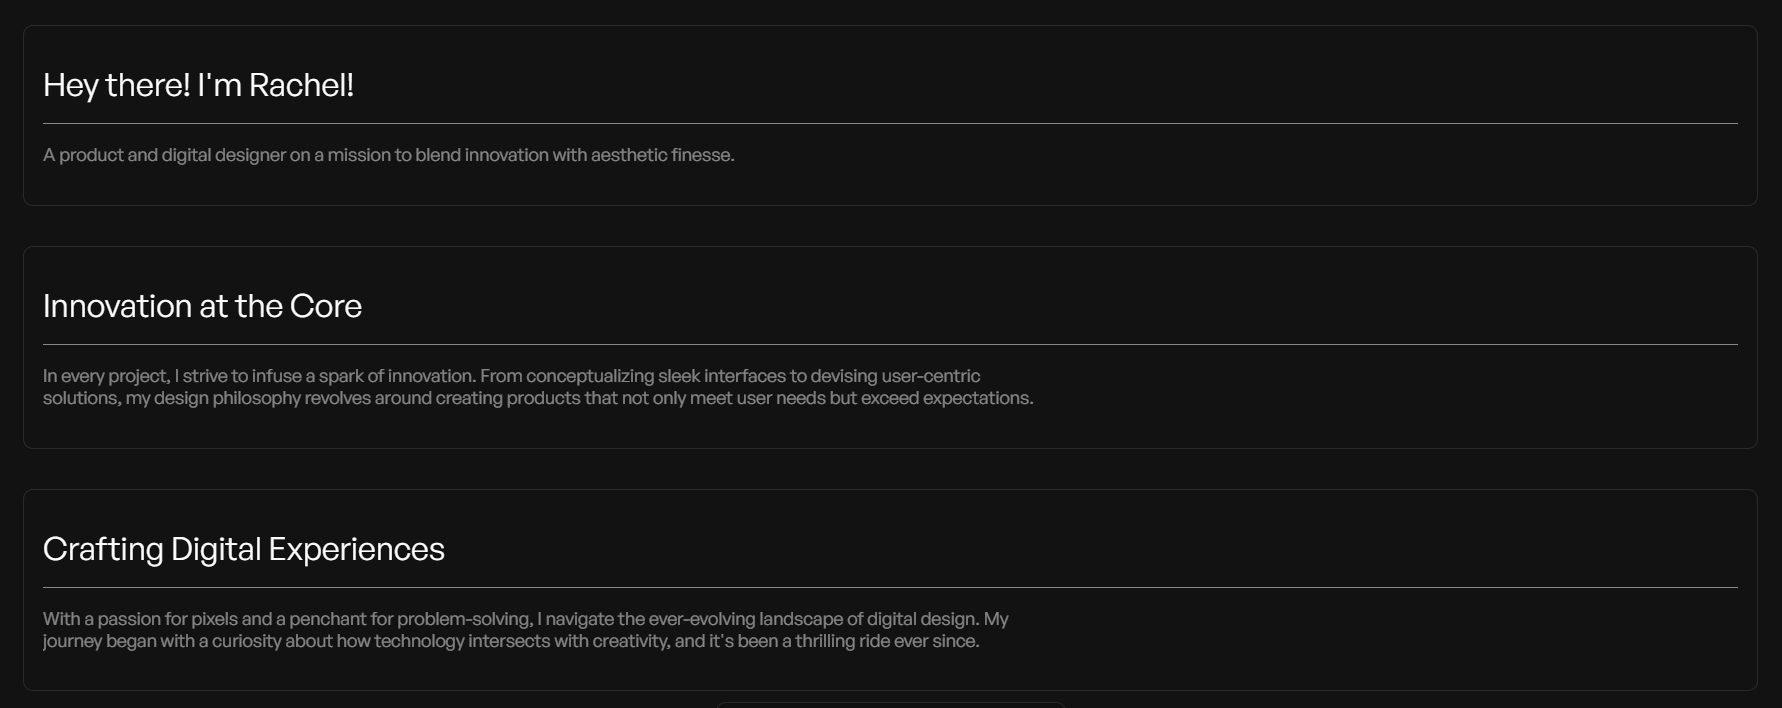 Hey there! I'm Rachel!
A product and digital designer on a mission to blend innovation with aesthetic finesse.
Innovation at the Core
In every project, I strive to infuse a spark of innovation. From conceptualizing sleek interfaces to devising user-centric
solutions, my design philosophy revolves around creating products that not only meet user needs but exceed expectations.
Crafting Digital Experiences
With a passion for pixels and a penchant for problem-solving, I navigate the ever-evolving landscape of digital design. My
journey began with a curiosity about how technology intersects with creativity, and it's been a thrilling ride ever since.